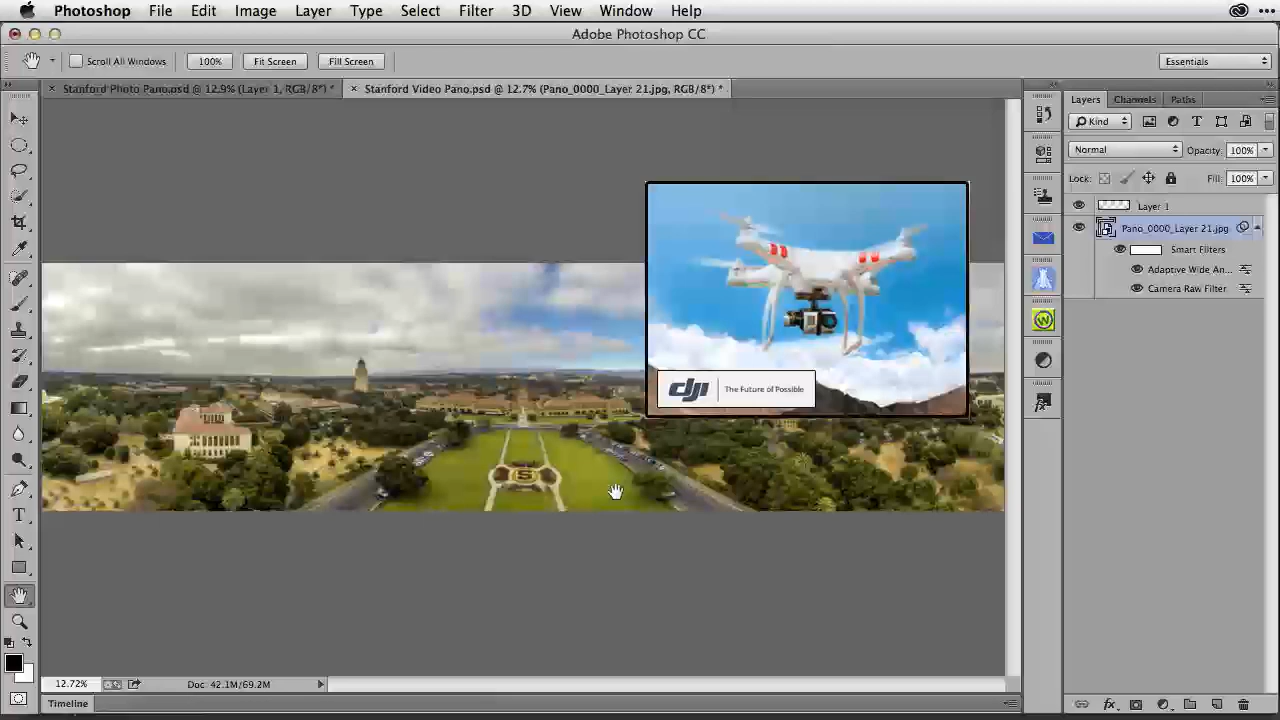 Photoshop File Edit Image Layer Type Select Filter 3D View Window Help
Adobe Photoshop CC
Scroll All Windows 100% Fit Screen Fill Screen Essentials
Stanford Photo Pano.psd @ 12.9% (Layer 1, RGB/8*) * Stanford Video Pano.psd @ 12.7% (Pano_0000_Layer 21.jpg, RGB/8*) *
Layers Channels Paths
Kind
Normal Opacity: 100%
Lock: Fill: 100%
Layer 1
Pano_0000_Layer 21.jpg
Smart Filters
Adaptive Wide An...
Camera Raw Filter
dji The Future of Possible
S
12.72% Doc: 42.1M/69.2M
Timeline